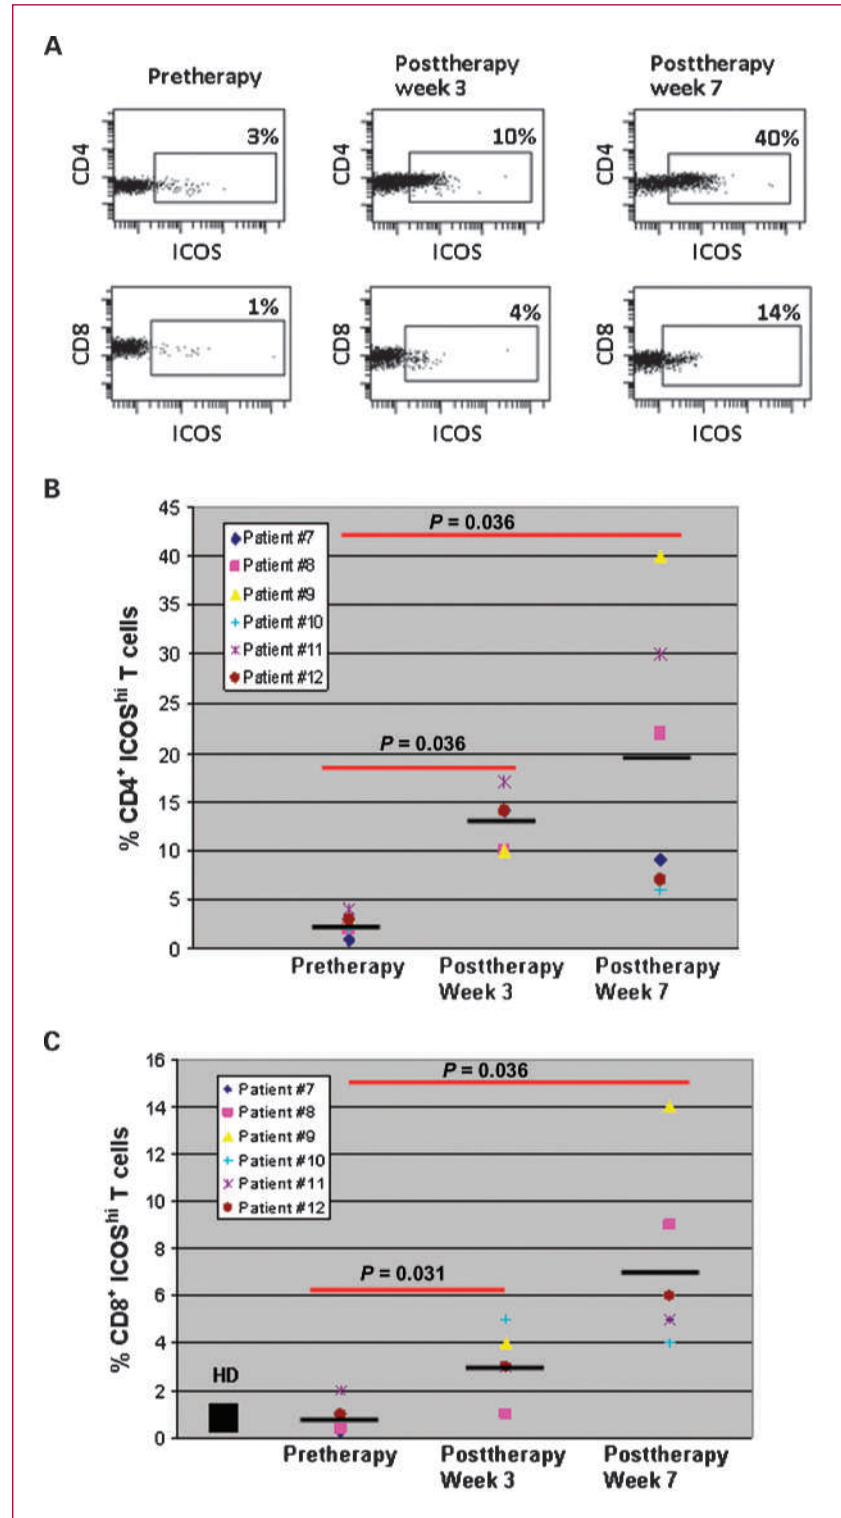 A
Pretherapy
Posttherapy
week 3
Posttherapy
week 7
3%
10%
40%
CD4
CD4
CD4
ICOS
ICOS
ICOS
1%
4%
14%
CD8
CD8
CD8
ICOS
ICOS
ICOS
B
% CD4⁺ ICOSʰⁱ T cells
45
40
35
30
25
20
15
10
5
0
Patient #7
Patient #8
Patient #9
Patient #10
Patient #11
Patient #12
P = 0.036
P = 0.036
Pretherapy
Posttherapy
Week 3
Posttherapy
Week 7
C
% CD8⁺ ICOSʰⁱ T cells
16
14
12
10
8
6
4
2
0
Patient #7
Patient #8
Patient #9
Patient #10
Patient #11
Patient #12
P = 0.036
P = 0.031
HD
Pretherapy
Posttherapy
Week 3
Posttherapy
Week 7